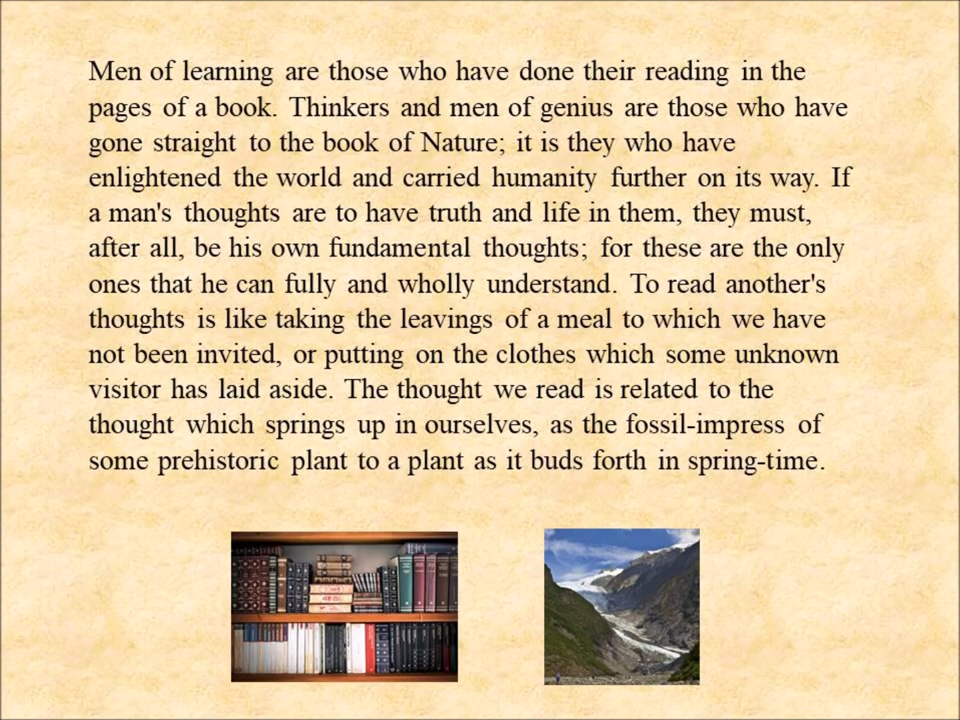 Men of learning are those who have done their reading in the
pages of a book. Thinkers and men of genius are those who have
gone straight to the book of Nature; it is they who have
enlightened the world and carried humanity further on its way. If
a man's thoughts are to have truth and life in them, they must,
after all, be his own fundamental thoughts; for these are the only
ones that he can fully and wholly understand. To read another's
thoughts is like taking the leavings of a meal to which we have
not been invited, or putting on the clothes which some unknown
visitor has laid aside. The thought we read is related to the
thought which springs up in ourselves, as the fossil-impress of
some prehistoric plant to a plant as it buds forth in spring-time.